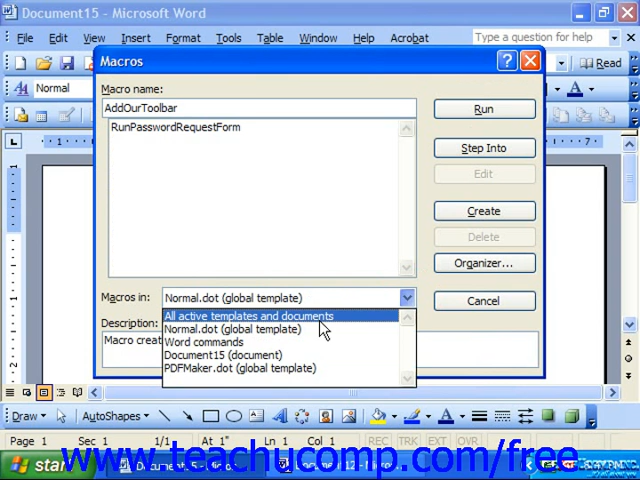 Document15 - Microsoft Word
File Edit View Insert Format Tools Table Window Help Acrobat
Type a question for help
Read
Normal
Macros
Macro name:
AddOurToolbar
RunPasswordRequestForm
Run
Step Into
Edit
Create
Delete
Organizer...
Cancel
Macros in: Normal.dot (global template)
All active templates and documents
Normal.dot (global template)
Word commands
Document15 (document)
PDFMaker.dot (global template)
Description:
Macro creat
Draw AutoShapes
Page 1 Sec 1 1/1 At 1" Ln 1 Col 1 REC TRK EXT OVR
start
www.teachucomp.com/free